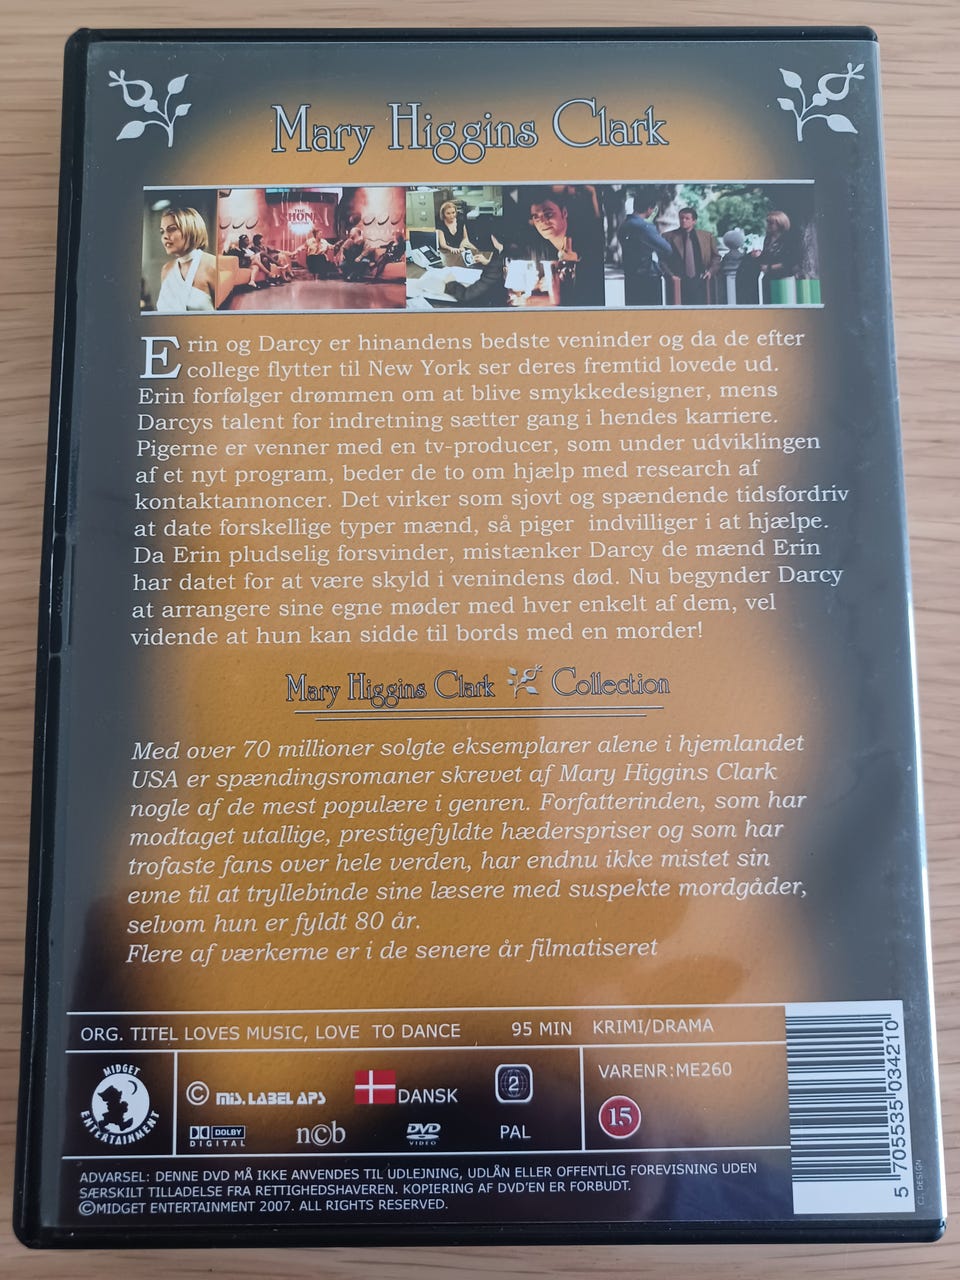 Mary Higgins Clark
THE
SHOW
Erin og Darcy er hinandens bedste veninder og da de efter
college flytter til New York ser deres fremtid lovede ud.
Erin forfølger drømmen om at blive smykkedesigner, mens
Darcys talent for indretning sætter gang i hendes karriere.
Pigerne er venner med en tv-producer, som under udviklingen
af et nyt program, beder de to om hjælp med research af
kontaktannoncer. Det virker som sjovt og spændende tidsfordriv
at date forskellige typer mænd, så piger indvilliger i at hjælpe.
Da Erin pludselig forsvinder, mistænker Darcy de mænd Erin
har datet for at være skyld i venindens død. Nu begynder Darcy
at arrangere sine egne møder med hver enkelt af dem, vel
vidende at hun kan sidde til bords med en morder!
Mary Higgins Clark Collection
Med over 70 millioner solgte eksemplarer alene i hjemlandet
USA er spændingsromaner skrevet af Mary Higgins Clark
nogle af de mest populære i genren. Forfatterinden, som har
modtaget utallige, prestigefyldte hæderspriser og som har
trofaste fans over hele verden, har endnu ikke mistet sin
evne til at tryllebinde sine læsere med suspekte mordgåder,
selvom hun er fyldt 80 år.
Flere af værkerne er i de senere år filmatiseret
ORG. TITEL LOVES MUSIC, LOVE TO DANCE 95 MIN KRIMI/DRAMA
MIDGET
ENTERTAINMENT
© MIS. LABEL APS DANSK 2
DOLBY
DIGITAL
ncb DVD
VIDEO
PAL
VARENR:ME260
15
5 705535 034210
C.I. DESIGN
ADVARSEL: DENNE DVD MÅ IKKE ANVENDES TIL UDLEJNING, UDLÅN ELLER OFFENTLIG FOREVISNING UDEN
SÆRSKILT TILLADELSE FRA RETTIGHEDSHAVEREN. KOPIERING AF DVD'EN ER FORBUDT.
©MIDGET ENTERTAINMENT 2007. ALL RIGHTS RESERVED.